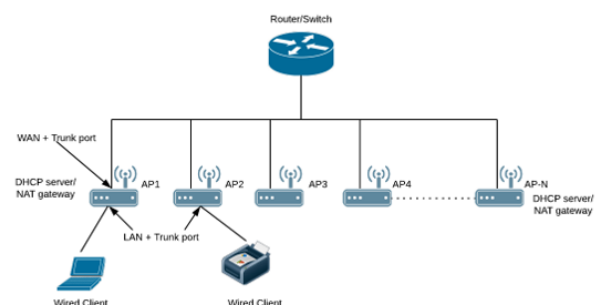 Router/Switch
WAN + Trunk port
DHCP server/
NAT gateway
AP1
AP2
AP3
AP4
AP-N
DHCP server/
NAT gateway
LAN + Trunk port
Wired Client
Wired Client